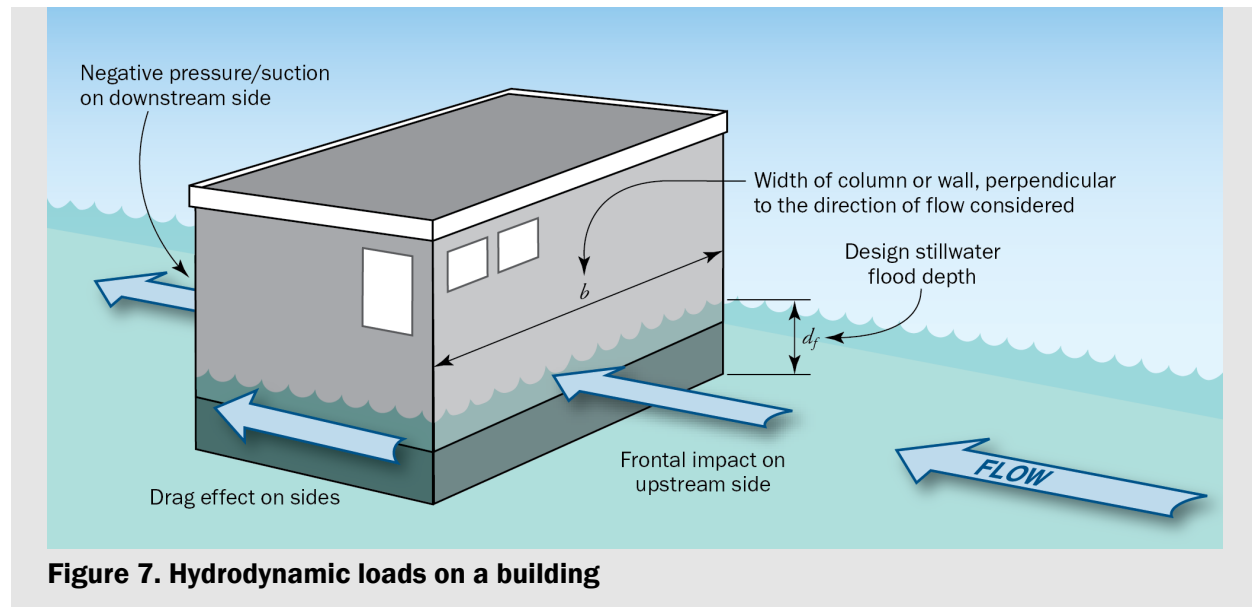 Negative pressure/suction
on downstream side
Width of column or wall, perpendicular
to the direction of flow considered
Design stillwater
flood depth
b
df
Frontal impact on
upstream side
FLOW
Drag effect on sides
Figure 7. Hydrodynamic loads on a building